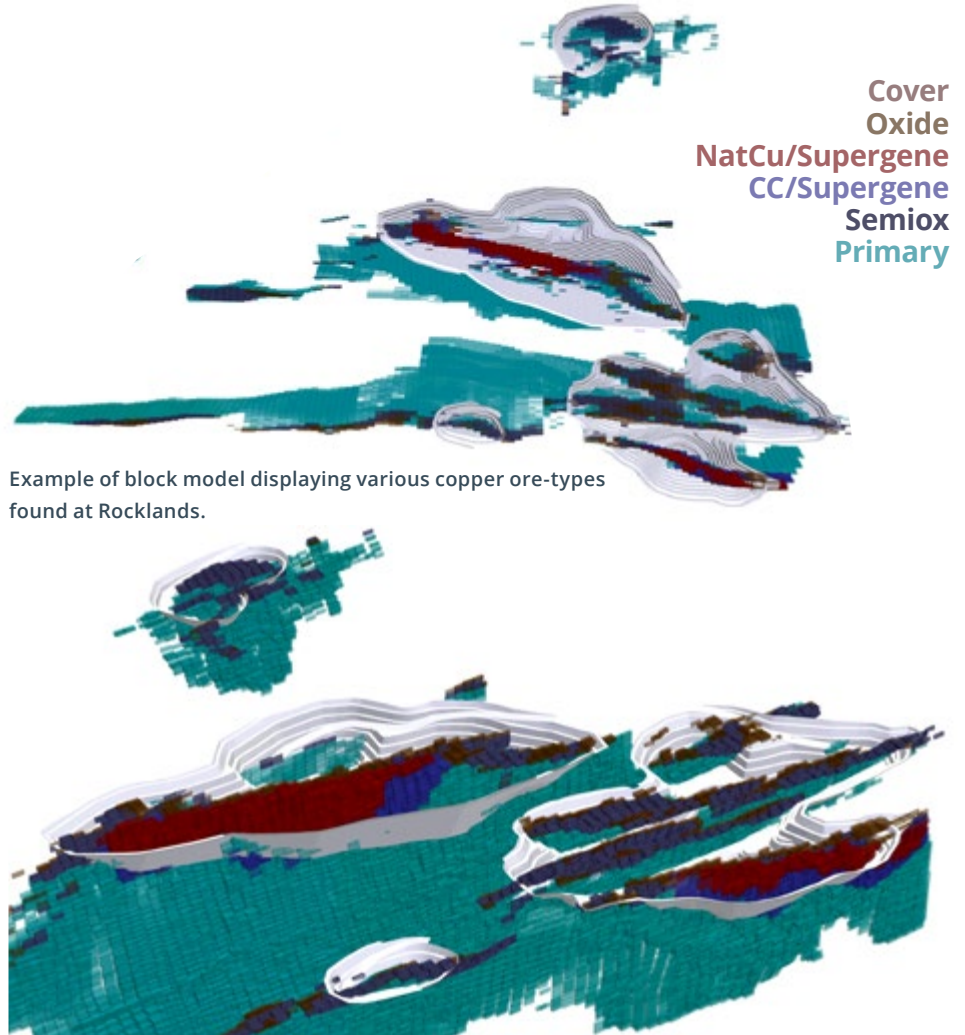 Cover
Oxide
NatCu/Supergene
CC/Supergene
Semiox
Primary
Example of block model displaying various copper ore-types
found at Rocklands.